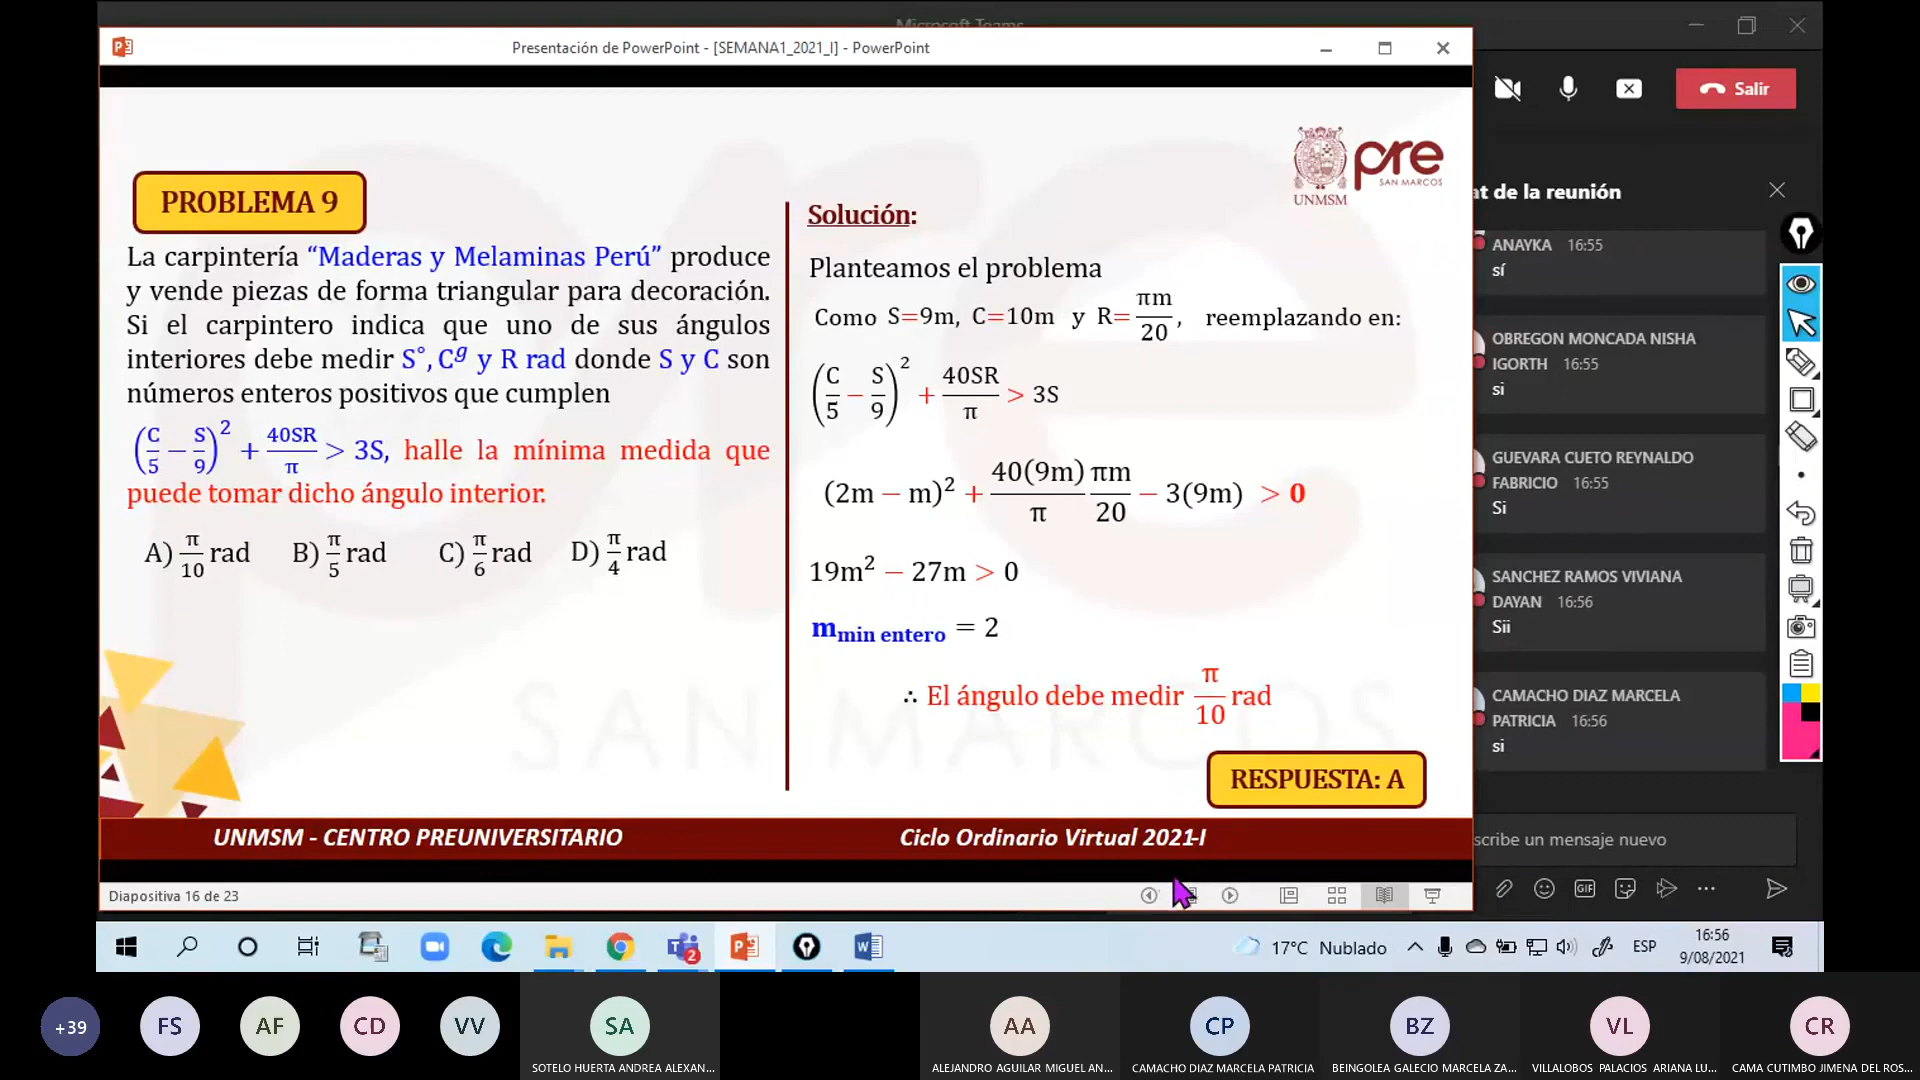 Microsoft Teams
Presentación de PowerPoint - [SEMANA1_2021_I] - PowerPoint
Salir
PROBLEMA 9
La carpintería “Maderas y Melaminas Perú” produce
y vende piezas de forma triangular para decoración.
Si el carpintero indica que uno de sus ángulos
interiores debe medir S°, Cᵍ y R rad donde S y C son
números enteros positivos que cumplen
(C/5 − S/9)² + 40SR/π > 3S, halle la mínima medida que
puede tomar dicho ángulo interior.
A) π/10 rad B) π/5 rad C) π/6 rad D) π/4 rad
UNMSM
pre
SAN MARCOS
Solución:
Planteamos el problema
Como S=9m, C=10m y R=πm/20, reemplazando en:
(C/5 − S/9)² + 40SR/π > 3S
(2m − m)² + 40(9m)/π πm/20 − 3(9m) > 0
19m² − 27m > 0
m min entero = 2
∴ El ángulo debe medir π/10 rad
SAN MARCOS
RESPUESTA: A
UNMSM - CENTRO PREUNIVERSITARIO
Ciclo Ordinario Virtual 2021-I
Diapositiva 16 de 23
at de la reunión
ANAYKA 16:55
sí
OBREGON MONCADA NISHA
IGORTH 16:55
si
GUEVARA CUETO REYNALDO
FABRICIO 16:55
Si
SANCHEZ RAMOS VIVIANA
DAYAN 16:56
Sii
CAMACHO DIAZ MARCELA
PATRICIA 16:56
si
scribe un mensaje nuevo
GIF
2
17°C Nublado
ESP
16:56
9/08/2021
+39
FS
AF
CD
VV
SA
SOTELO HUERTA ANDREA ALEXAN...
AA
ALEJANDRO AGUILAR MIGUEL AN...
CP
CAMACHO DIAZ MARCELA PATRICIA
BZ
BEINGOLEA GALECIO MARCELA ZA...
VL
VILLALOBOS PALACIOS ARIANA LU...
CR
CAMA CUTIMBO JIMENA DEL ROS...